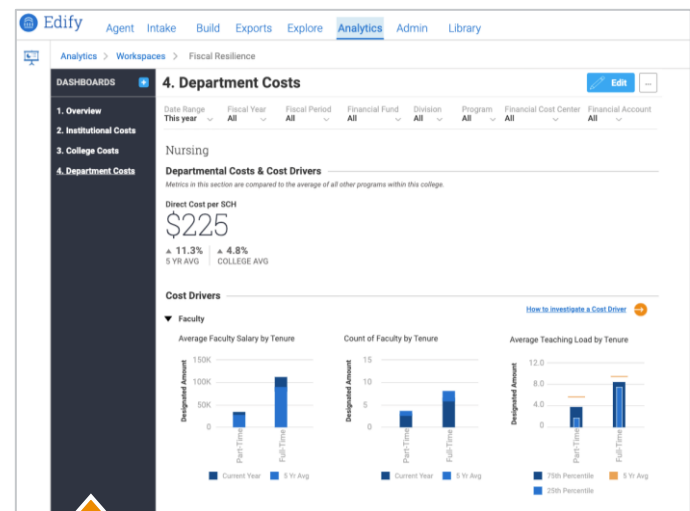 Edify Agent Intake Build Exports Explore Analytics Admin Library
Analytics > Workspaces > Fiscal Resilience
DASHBOARDS
1. Overview
2. Institutional Costs
3. College Costs
4. Department Costs
4. Department Costs
Edit ...
Date Range Fiscal Year Fiscal Period Financial Fund Division Program Financial Cost Center Financial Account
This year All All All All All All All
Nursing
Departmental Costs & Cost Drivers
Metrics in this section are compared to the average of all other programs within this college.
Direct Cost per SCH
$225
▲ 11.3% ▲ 4.8%
5 YR AVG COLLEGE AVG
Cost Drivers
How to investigate a Cost Driver
▼ Faculty
Average Faculty Salary by Tenure
Designated Amount
150K
100K
50K
0
Part-Time Full-Time
Current Year 5 Yr Avg
Count of Faculty by Tenure
Designated Amount
15
10
5
0
Part-Time Full-Time
Current Year 5 Yr Avg
Average Teaching Load by Tenure
Designated Amount
12.0
8.0
4.0
0
Part-Time Full-Time
75th Percentile 5 Yr Avg
25th Percentile